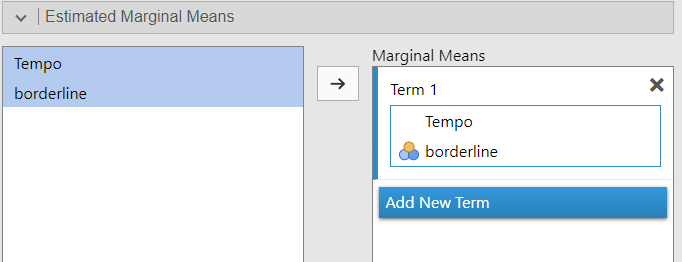 Estimated Marginal Means
Tempo
borderline
Marginal Means
Term 1
Tempo
borderline
Add New Term